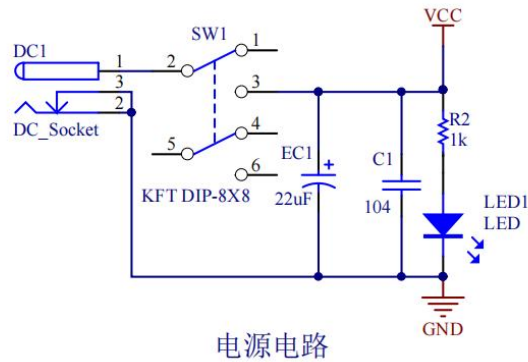 VCC
SW1
DC1
1
1
2
3
3
2
DC_Socket
R2
1k
4
5
EC1
+
C1
6
KFT DIP-8X8
22uF
104
LED1
LED
GND
电源电路